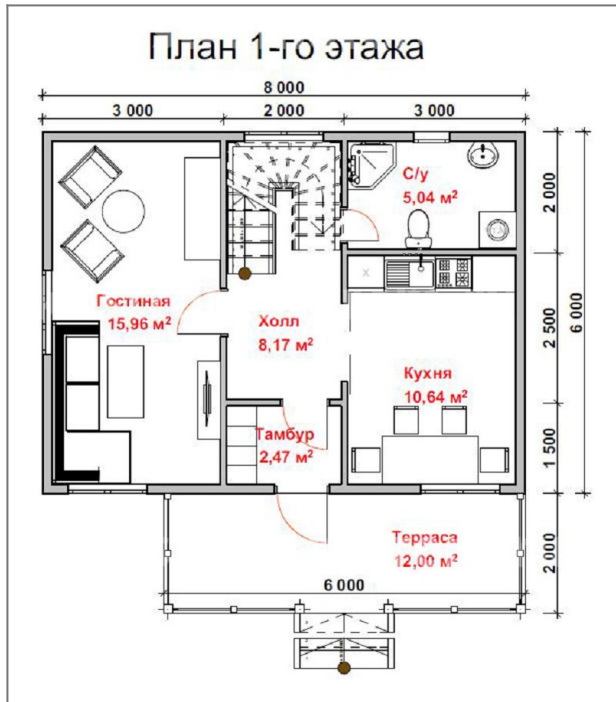 План 1-го этажа
8 000
3 000 2 000 3 000
С/у
5,04 м²
2 000
Гостиная
15,96 м²
Холл
8,17 м²
2 500
6 000
Кухня
10,64 м²
Тамбур
2,47 м²
1 500
Терраса
12,00 м²
2 000
6 000